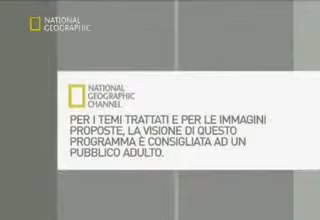 NATIONAL
GEOGRAPHIC
NATIONAL
GEOGRAPHIC
CHANNEL
PER I TEMI TRATTATI E PER LE IMMAGINI
PROPOSTE, LA VISIONE DI QUESTO
PROGRAMMA È CONSIGLIATA AD UN
PUBBLICO ADULTO.